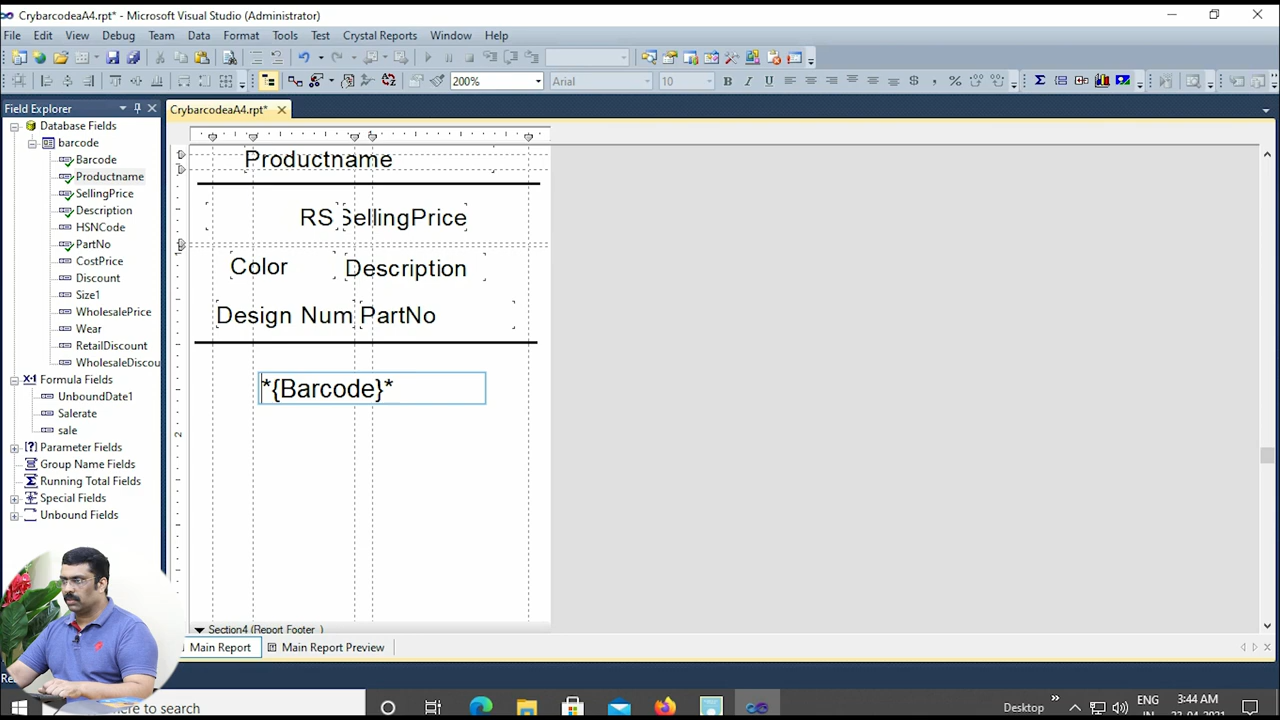 CrybarcodeaA4.rpt* - Microsoft Visual Studio (Administrator)
File Edit View Debug Team Data Format Tools Test Crystal Reports Window Help
200% Arial 10 B I U A
Field Explorer
CrybarcodeaA4.rpt*
Database Fields
barcode
Barcode
Productname
SellingPrice
Description
HSNCode
PartNo
CostPrice
Discount
Size1
WholesalePrice
Wear
RetailDiscount
WholesaleDiscou
Formula Fields
UnboundDate1
Salerate
sale
Parameter Fields
Group Name Fields
Running Total Fields
Special Fields
Unbound Fields
Productname
RS SellingPrice
Color Description
Design Num PartNo
*{Barcode}*
2
Section4 (Report Footer )
Main Report Main Report Preview
here to search
Desktop
ENG
3:44 AM